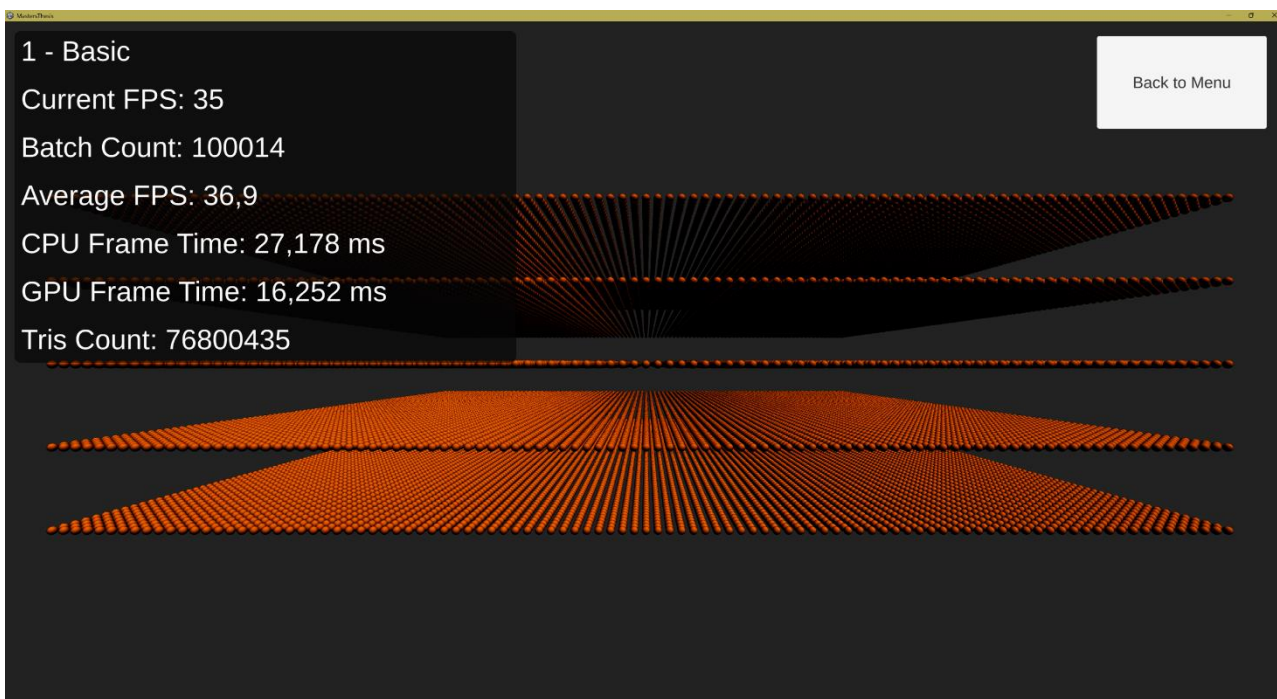 MastersThesis
1 - Basic
Current FPS: 35
Batch Count: 100014
Average FPS: 36,9
CPU Frame Time: 27,178 ms
GPU Frame Time: 16,252 ms
Tris Count: 76800435
Back to Menu